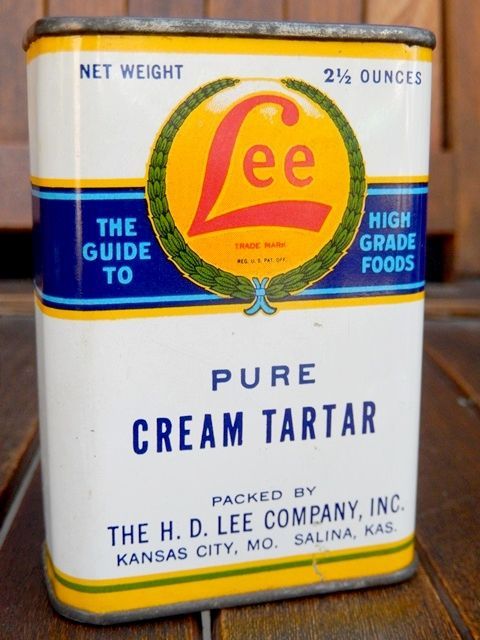 NET WEIGHT 2½ OUNCES
Lee
TRADE MARK
REG. U.S. PAT. OFF.
THE
GUIDE
TO
HIGH
GRADE
FOODS
PURE
CREAM TARTAR
PACKED BY
THE H. D. LEE COMPANY, INC.
KANSAS CITY, MO. SALINA, KAS.